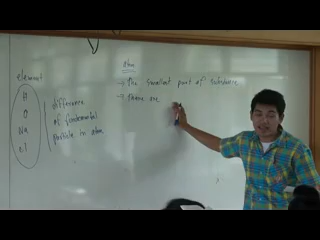 element
H
O
Na
cl
difference
of fundamental
particle in atom
Atom
→ the smallest part of substance
→ there are